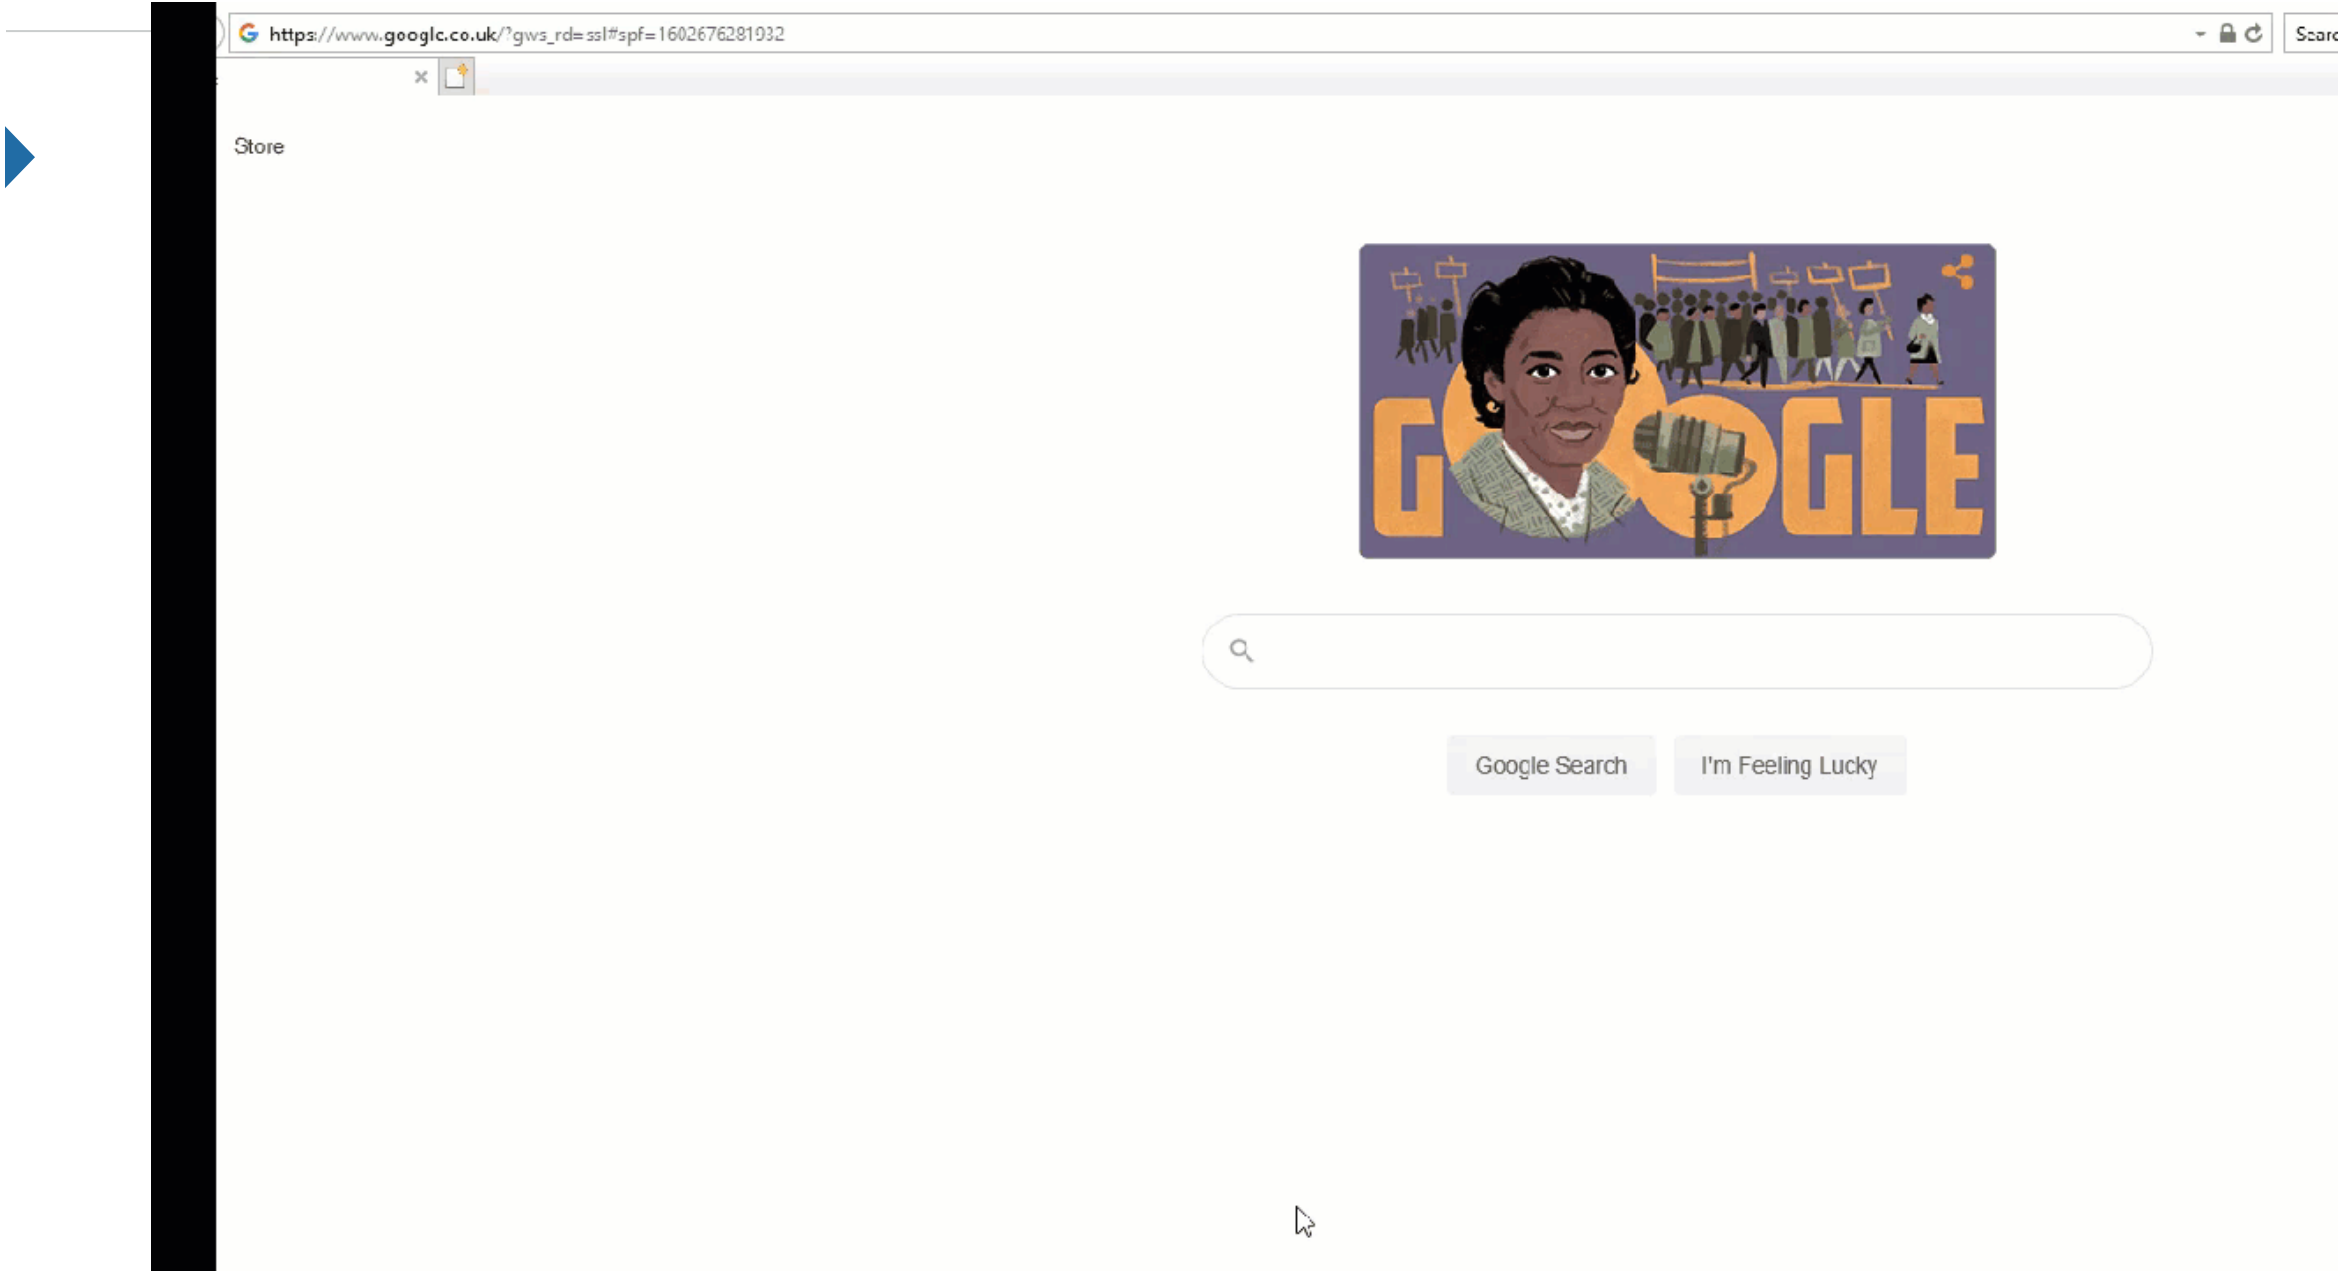 https://www.google.co.uk/?gws_rd=ssl#spf=1602676281932
Store
GOOGLE
Google Search
I'm Feeling Lucky